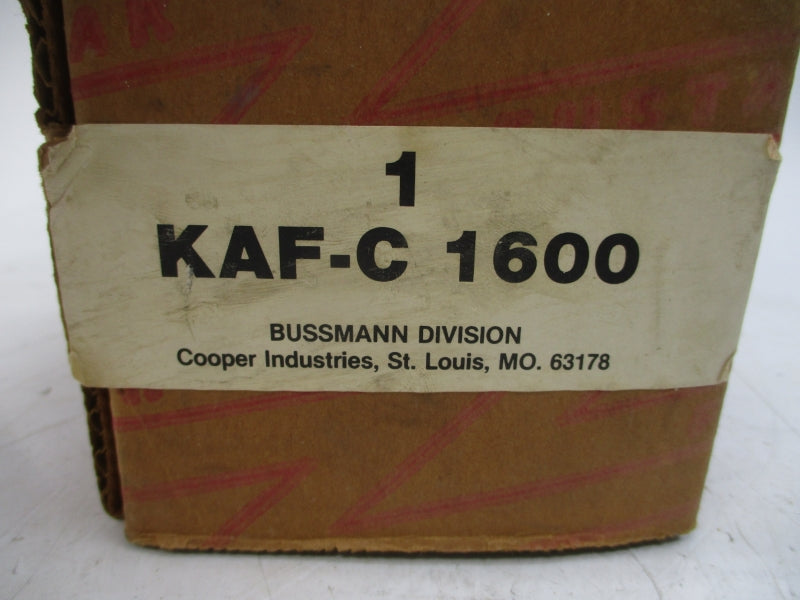 1
KAF-C 1600
BUSSMANN DIVISION
Cooper Industries, St. Louis, MO. 63178